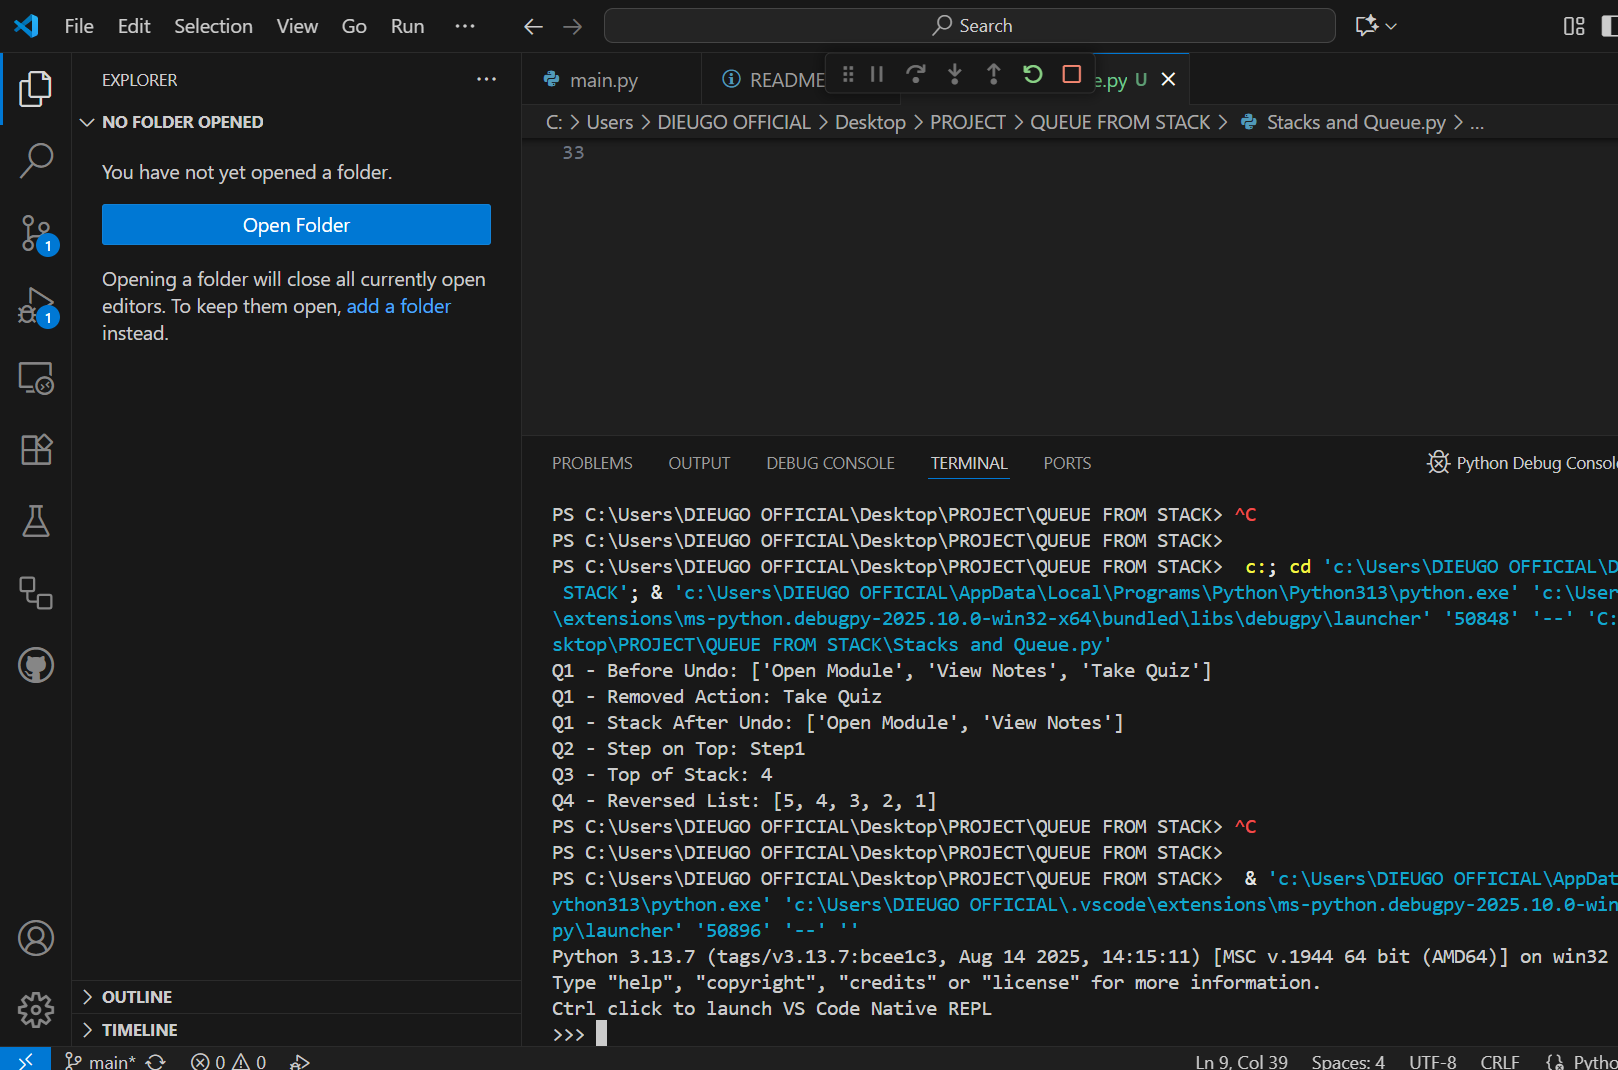 File Edit Selection View Go Run ···
Search
EXPLORER ···
NO FOLDER OPENED
You have not yet opened a folder.
Open Folder
Opening a folder will close all currently open
editors. To keep them open, add a folder
instead.
OUTLINE
TIMELINE
1
1
main.py
README
e.py U
C: > Users > DIEUGO OFFICIAL > Desktop > PROJECT > QUEUE FROM STACK > Stacks and Queue.py > ...
33
PROBLEMS OUTPUT DEBUG CONSOLE TERMINAL PORTS
Python Debug Consol
PS C:\Users\DIEUGO OFFICIAL\Desktop\PROJECT\QUEUE FROM STACK> ^C
PS C:\Users\DIEUGO OFFICIAL\Desktop\PROJECT\QUEUE FROM STACK>
PS C:\Users\DIEUGO OFFICIAL\Desktop\PROJECT\QUEUE FROM STACK>  c:; cd 'c:\Users\DIEUGO OFFICIAL\D
STACK'; & 'c:\Users\DIEUGO OFFICIAL\AppData\Local\Programs\Python\Python313\python.exe' 'c:\User
\extensions\ms-python.debugpy-2025.10.0-win32-x64\bundled\libs\debugpy\launcher' '50848' '--' 'C:
sktop\PROJECT\QUEUE FROM STACK\Stacks and Queue.py'
Q1 - Before Undo: ['Open Module', 'View Notes', 'Take Quiz']
Q1 - Removed Action: Take Quiz
Q1 - Stack After Undo: ['Open Module', 'View Notes']
Q2 - Step on Top: Step1
Q3 - Top of Stack: 4
Q4 - Reversed List: [5, 4, 3, 2, 1]
PS C:\Users\DIEUGO OFFICIAL\Desktop\PROJECT\QUEUE FROM STACK> ^C
PS C:\Users\DIEUGO OFFICIAL\Desktop\PROJECT\QUEUE FROM STACK>
PS C:\Users\DIEUGO OFFICIAL\Desktop\PROJECT\QUEUE FROM STACK>  & 'c:\Users\DIEUGO OFFICIAL\AppDat
ython313\python.exe' 'c:\Users\DIEUGO OFFICIAL\.vscode\extensions\ms-python.debugpy-2025.10.0-win
py\launcher' '50896' '--' ''
Python 3.13.7 (tags/v3.13.7:bcee1c3, Aug 14 2025, 14:15:11) [MSC v.1944 64 bit (AMD64)] on win32
Type "help", "copyright", "credits" or "license" for more information.
Ctrl click to launch VS Code Native REPL
>>>
main* 0 0
Ln 9, Col 39 Spaces: 4 UTF-8 CRLF Pytho